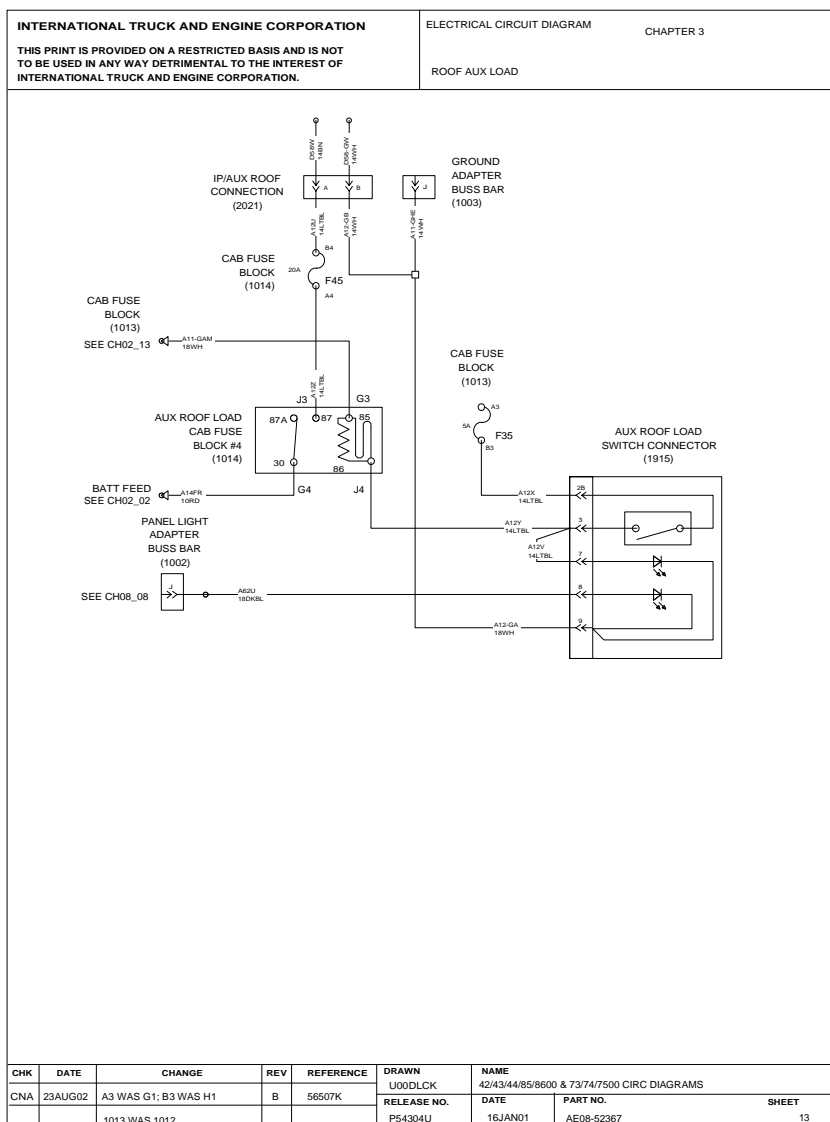 INTERNATIONAL TRUCK AND ENGINE CORPORATION
THIS PRINT IS PROVIDED ON A RESTRICTED BASIS AND IS NOT
TO BE USED IN ANY WAY DETRIMENTAL TO THE INTEREST OF
INTERNATIONAL TRUCK AND ENGINE CORPORATION.
ELECTRICAL CIRCUIT DIAGRAM
CHAPTER 3
ROOF AUX LOAD
D58W
14BN
D58-GW
14WH
IP/AUX ROOF
CONNECTION
(2021)
A
B
J
GROUND
ADAPTER
BUSS BAR
(1003)
A12U
14LTBL
A12-GB
14WH
A11-GHE
14WH
CAB FUSE
BLOCK
(1014)
B4
20A
F45
A4
CAB FUSE
BLOCK
(1013)
SEE CH02_13
A11-GAM
18WH
A12Z
14LTBL
CAB FUSE
BLOCK
(1013)
A3
5A
F35
B3
J3
G3
AUX ROOF LOAD
CAB FUSE
BLOCK #4
(1014)
87A
87
85
30
86
G4
J4
AUX ROOF LOAD
SWITCH CONNECTOR
(1915)
BATT FEED
SEE CH02_02
A14FR
10RD
A12X
14LTBL
2B
A12Y
14LTBL
3
A12V
14LTBL
7
PANEL LIGHT
ADAPTER
BUSS BAR
(1002)
SEE CH08_08
J
A62U
18DKBL
8
A12-GA
18WH
9
CHK DATE CHANGE REV REFERENCE DRAWN NAME
U00DLCK 42/43/44/85/8600 & 73/74/7500 CIRC DIAGRAMS
CNA 23AUG02 A3 WAS G1; B3 WAS H1 B 56507K
RELEASE NO. DATE PART NO. SHEET
1013 WAS 1012 P54304U 16JAN01 AE08-52367 13